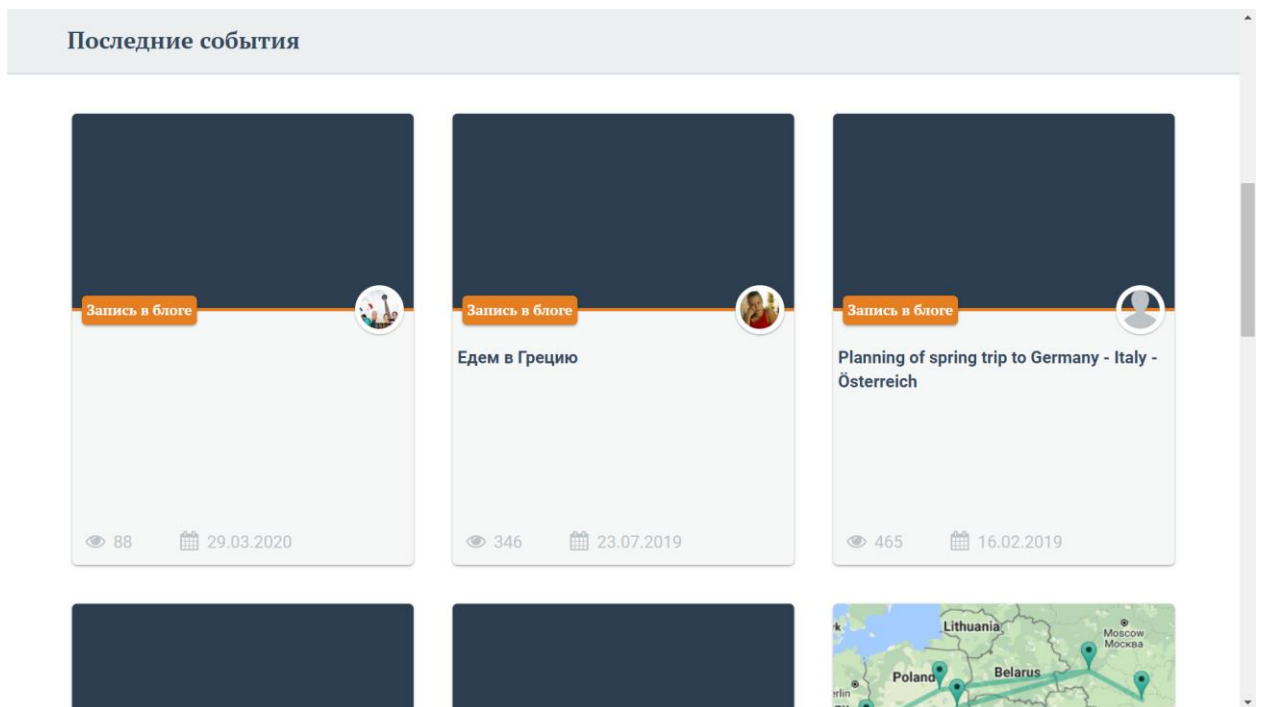 Последние события
Запись в блоге
88 29.03.2020
Запись в блоге
Едем в Грецию
346 23.07.2019
Запись в блоге
Planning of spring trip to Germany - Italy -
Österreich
465 16.02.2019
Lithuania
Moscow
Москва
Poland
Belarus